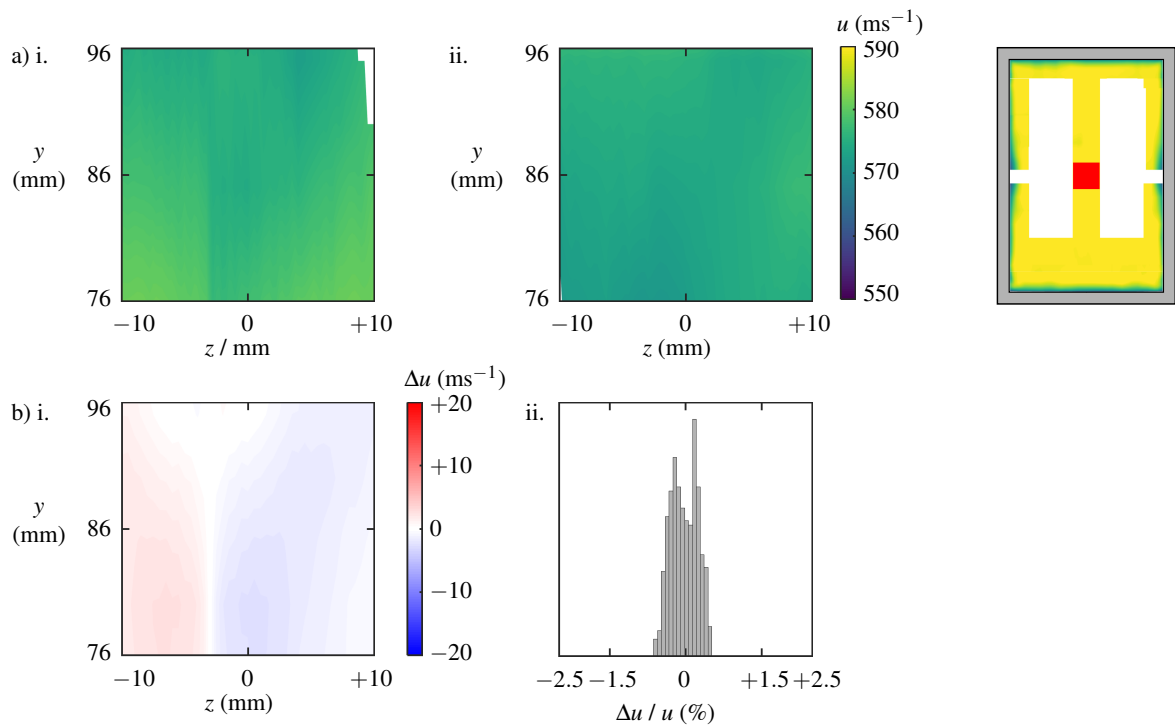 a) i.
96
86
76
y
(mm)
−10
0
+10
z / mm
ii.
96
y
(mm)
86
76
−10
0
+10
z (mm)
u (ms⁻¹)
590
580
570
560
550
b) i.
96
86
76
y
(mm)
−10
0
+10
z (mm)
Δu (ms⁻¹)
+20
+10
0
−10
−20
ii.
−2.5
−1.5
0
+1.5
+2.5
Δu / u (%)